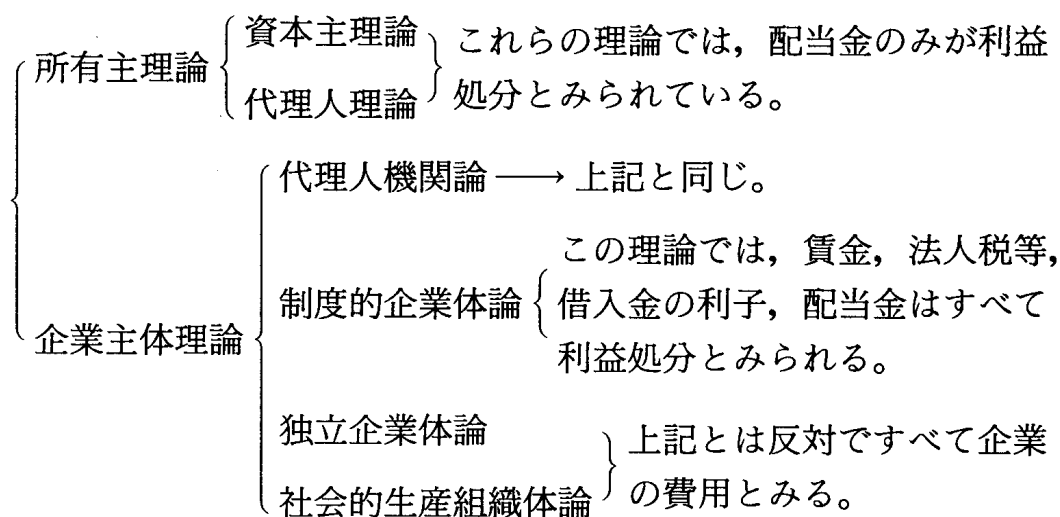 所有主理論
資本主理論
代理人理論
これらの理論では，配当金のみが利益
処分とみられている。
企業主体理論
代理人機関論 ⟶ 上記と同じ。
制度的企業体論
この理論では，賃金，法人税等，
借入金の利子，配当金はすべて
利益処分とみられる。
独立企業体論
社会的生産組織体論
上記とは反対ですべて企業
の費用とみる。